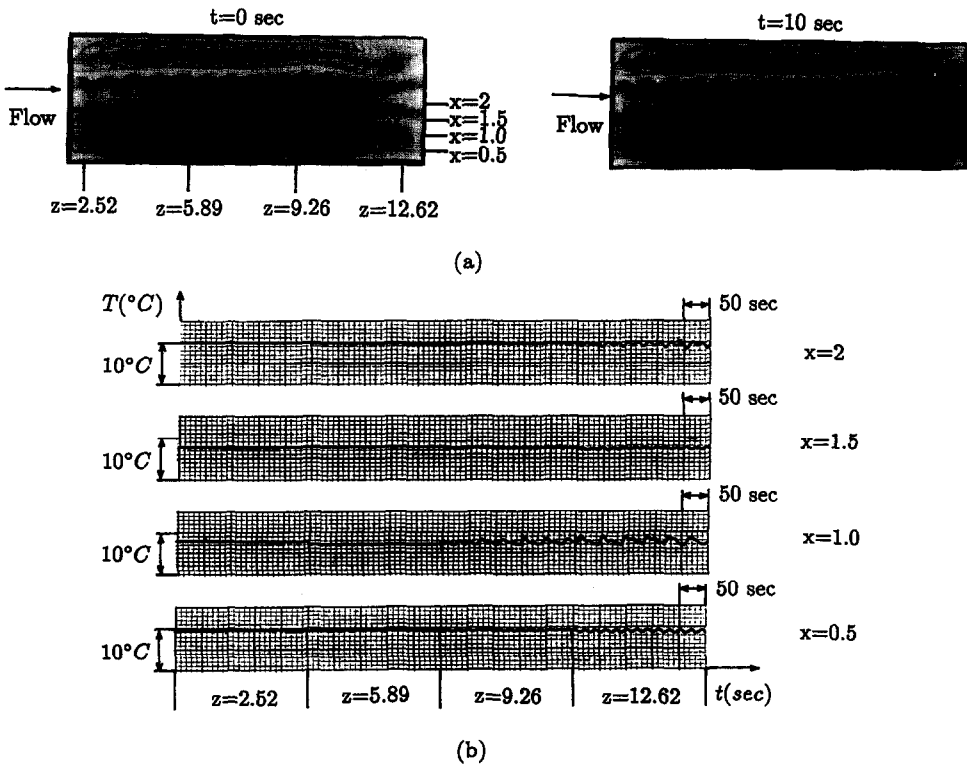 t=0 sec
t=10 sec
Flow
x=2
x=1.5
x=1.0
x=0.5
Flow
z=2.52
z=5.89
z=9.26
z=12.62
(a)
T(°C)
50 sec
10°C
x=2
50 sec
10°C
x=1.5
50 sec
10°C
x=1.0
50 sec
10°C
x=0.5
z=2.52
z=5.89
z=9.26
z=12.62
t(sec)
(b)